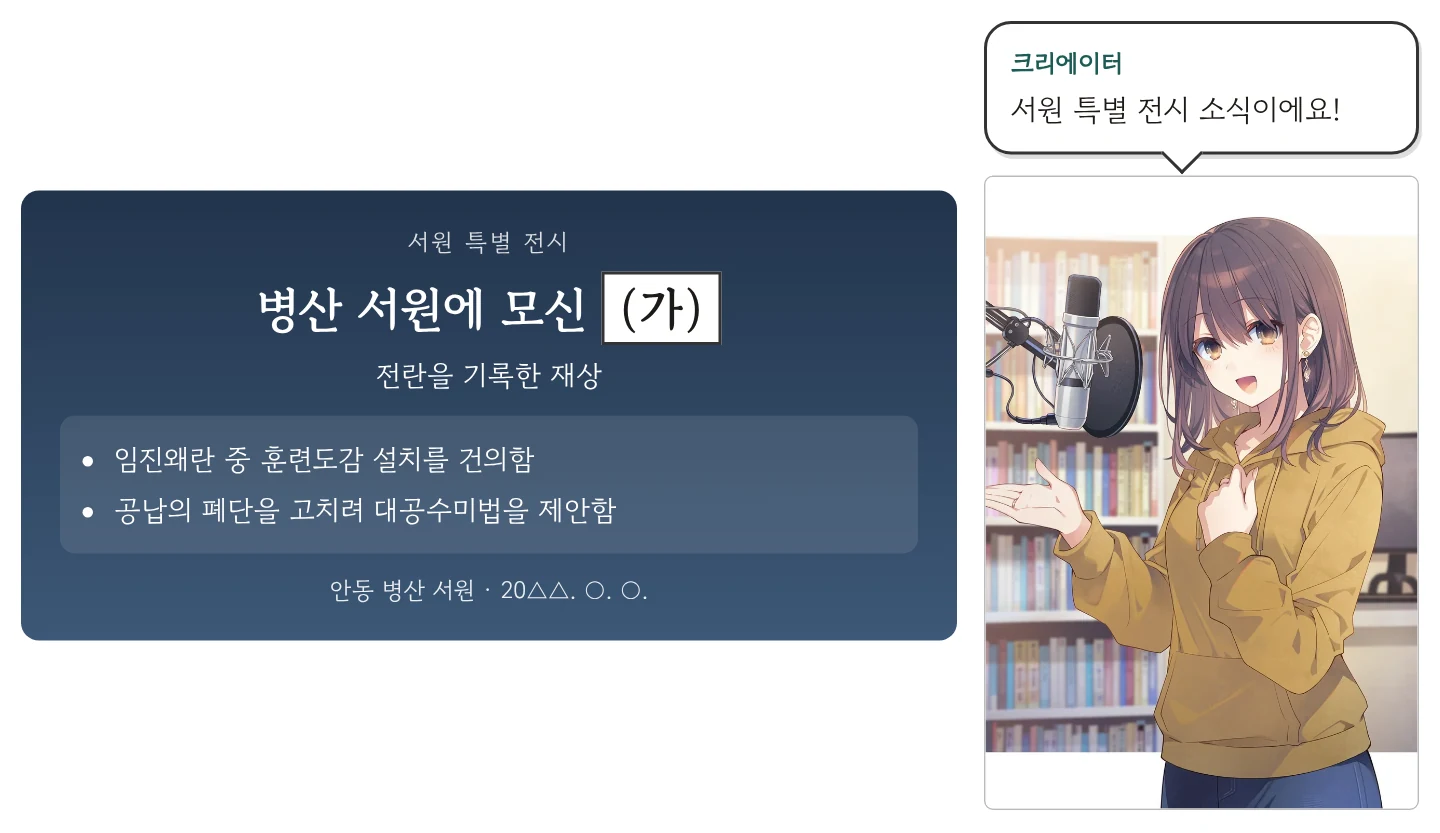 크리에이터
서원 특별 전시 소식이에요!
서원 특별 전시
병산 서원에 모신 (가)
전란을 기록한 재상
• 임진왜란 중 훈련도감 설치를 건의함
• 공납의 폐단을 고치려 대공수미법을 제안함
안동 병산 서원 · 20△△. ○. ○.